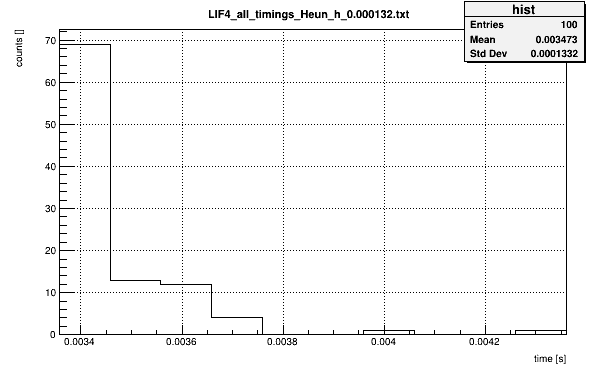 LIF4_all_timings_Heun_h_0.000132.txt
hist
Entries 100
Mean 0.003473
Std Dev 0.0001332
counts []
70
60
50
40
30
20
10
0
0.0034 0.0036 0.0038 0.004 0.0042
time [s]